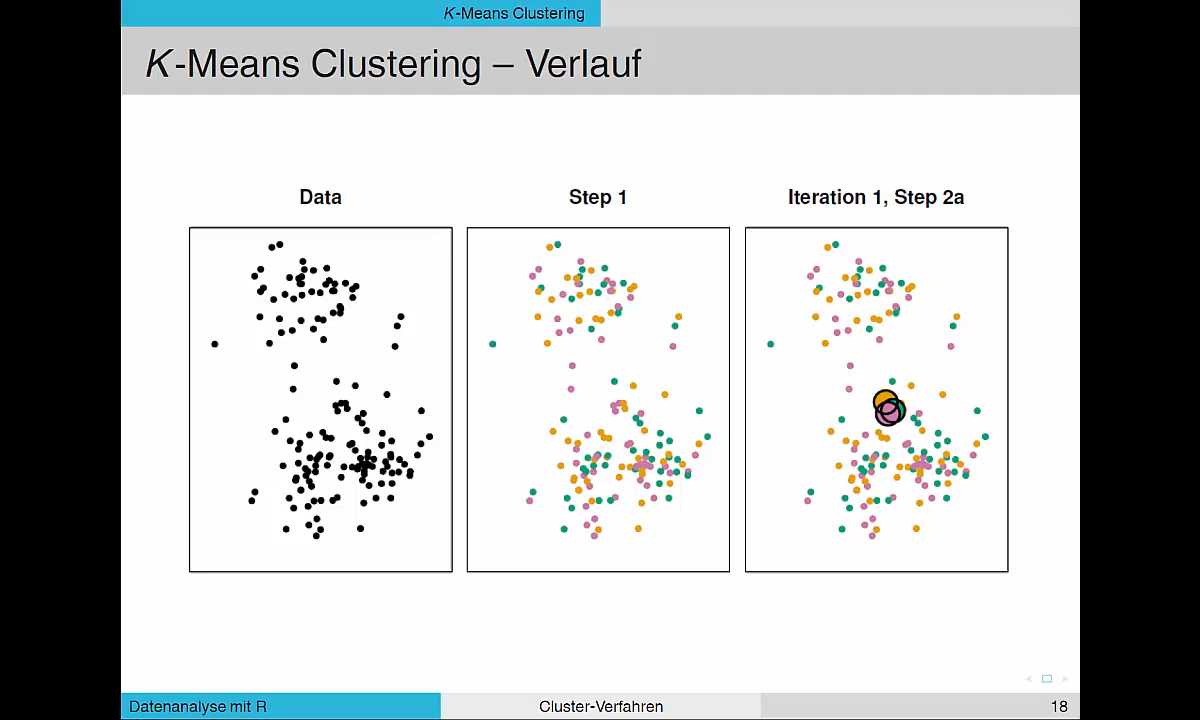 K-Means Clustering
K-Means Clustering – Verlauf
Data
Step 1
Iteration 1, Step 2a
Datenanalyse mit R
Cluster-Verfahren
18